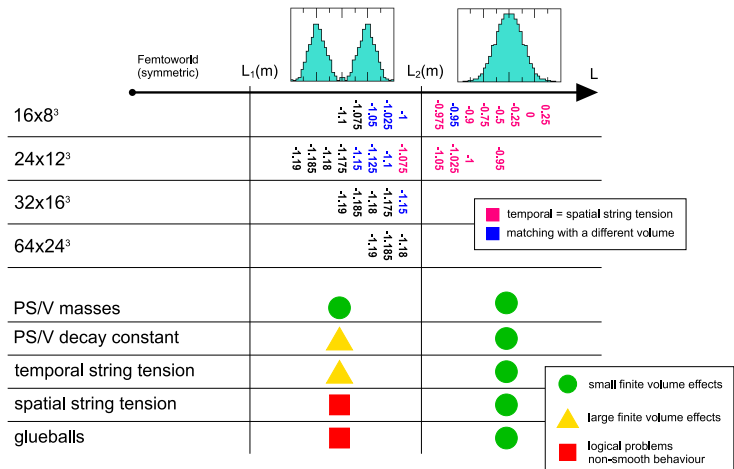 Femtoworld
(symmetric)
L₁(m)
L₂(m)
L
16x8³
-1.1
-1.075
-1.05
-1.025
-1
-0.975
-0.95
-0.9
-0.75
-0.5
-0.25
0
0.25
24x12³
-1.19
-1.185
-1.18
-1.175
-1.15
-1.125
-1.1
-1.075
-1.05
-1.025
-1
-0.95
32x16³
-1.19
-1.185
-1.18
-1.175
-1.15
64x24³
-1.19
-1.185
-1.18
temporal = spatial string tension
matching with a different volume
PS/V masses
PS/V decay constant
temporal string tension
spatial string tension
glueballs
small finite volume effects
large finite volume effects
logical problems
non-smooth behaviour